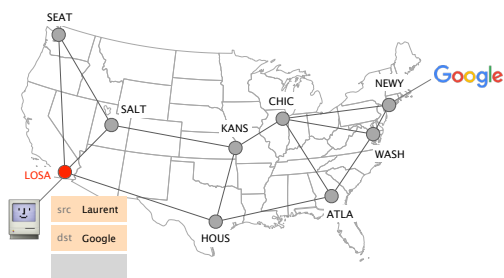 SEAT
Google
NEWY
CHIC
SALT
KANS
WASH
LOSA
src Laurent
ATLA
dst Google
HOUS